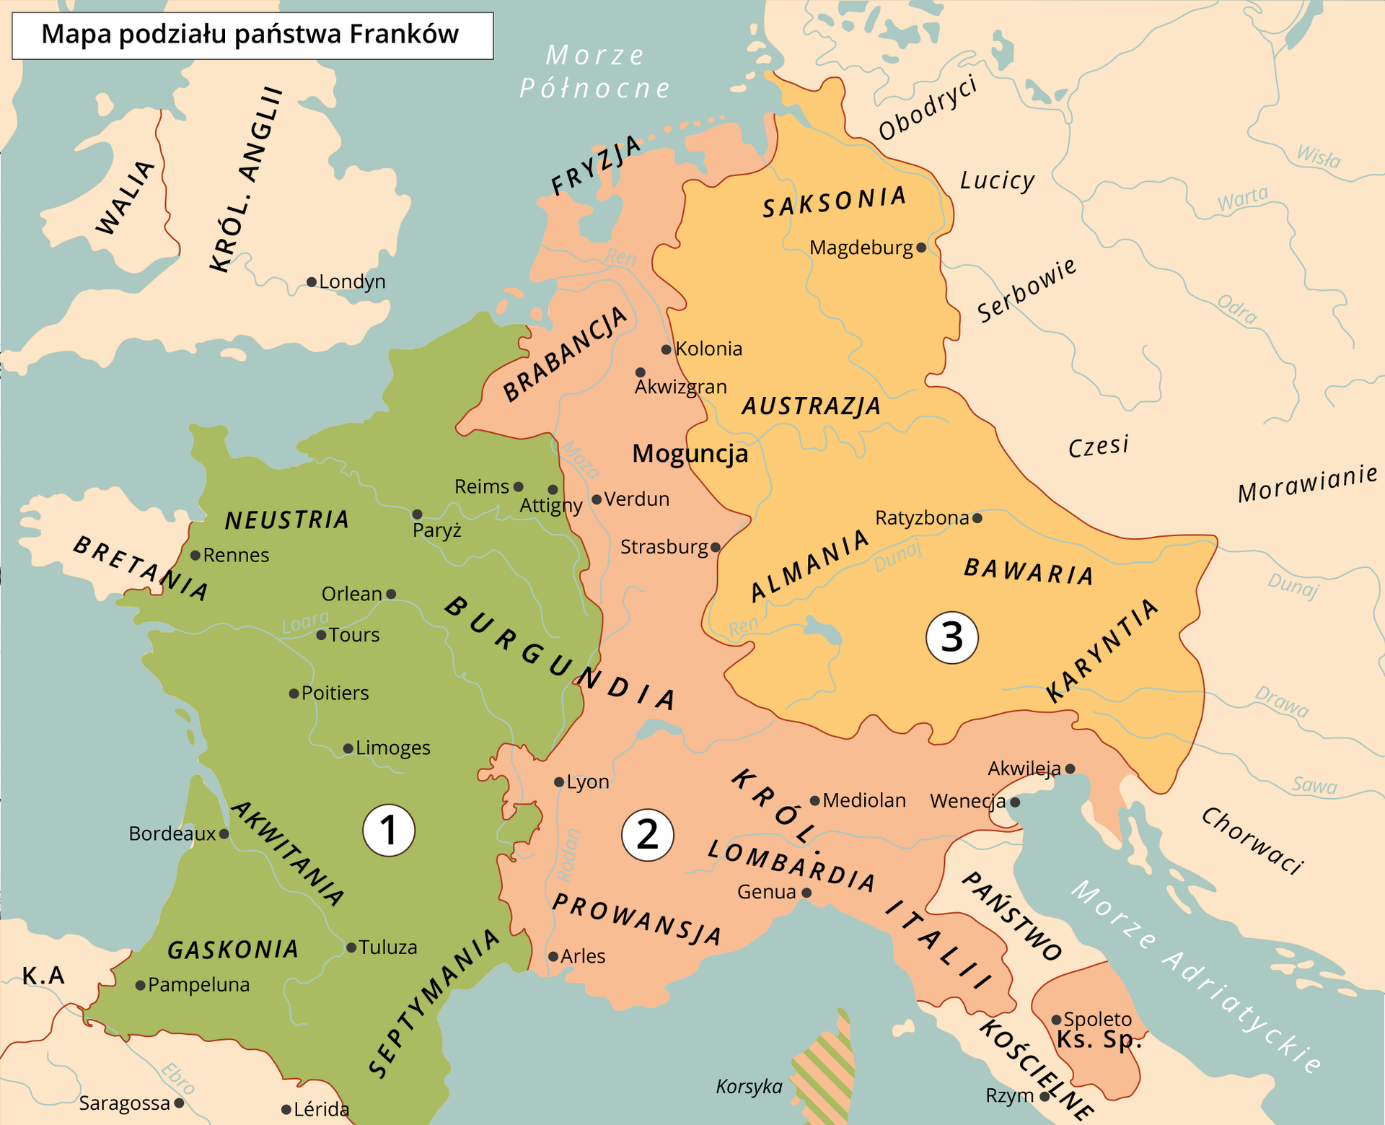 Mapa podziału państwa Franków
Morze
Północne
Obodryci
Wisła
WALIA
KRÓL. ANGLII
FRYZJA
Lucicy
Warta
SAKSONIA
Magdeburg
Ren
Londyn
Serbowie
Odra
BRABANCJA
Kolonia
Akwizgran
AUSTRAZJA
Czesi
Moguncja
Moza
Morawianie
Reims
Attigny
Verdun
NEUSTRIA
Paryż
Ratyzbona
BRETANIA
Rennes
Strasburg
ALMANIA
Dunaj
BAWARIA
Dunaj
Orlean
Loara
Tours
BURGUNDIA
Ren
3
KARYNTIA
Poitiers
Drawa
Limoges
Akwileja
Sawa
Lyon
KRÓL.
Mediolan
Wenecja
Bordeaux
AKWITANIA
1
2
Rodan
LOMBARDIA
Chorwaci
Genua
ITALII
PAŃSTWO
Morze Adriatyckie
PROWANSJA
GASKONIA
Tuluza
SEPTYMANIA
Arles
K.A
Pampeluna
Spoleto
Ks. Sp.
KOŚCIELNE
Ebro
Korsyka
Rzym
Saragossa
Lérida